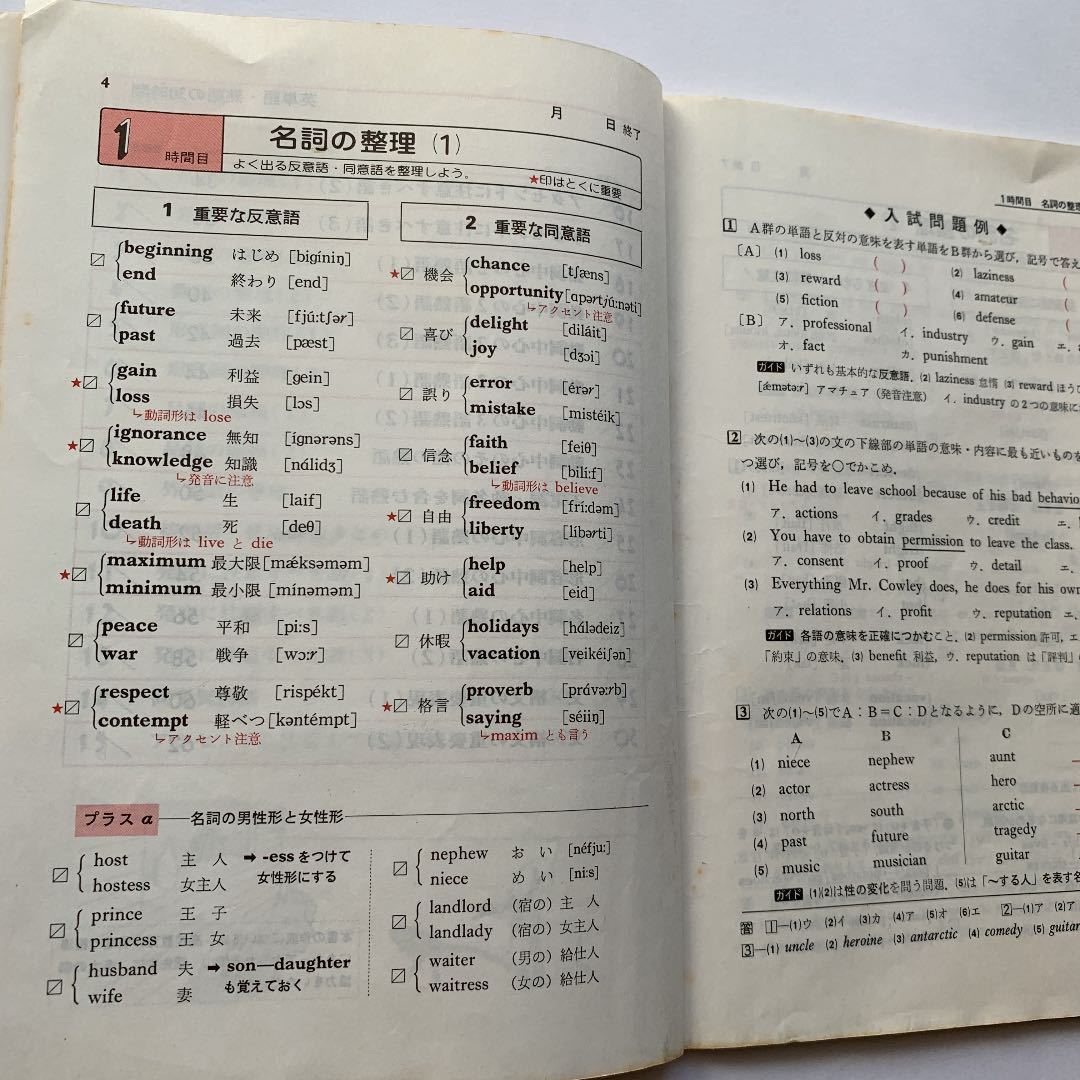 4
月 日 終了
1 時間目
名詞の整理 (1)
よく出る反意語・同意語を整理しよう。
★印はとくに重要
1 重要な反意語
beginning はじめ [bigíniŋ]
end 終わり [end]
future 未来 [fjúːtʃər]
past 過去 [pæst]
★ gain 利益 [gein]
loss 損失 [lɔs]
↳動詞形は lose
★ ignorance 無知 [ígnərəns]
knowledge 知識 [nálidʒ]
↳発音に注意
life 生 [laif]
death 死 [deθ]
↳動詞形は live と die
★ maximum 最大限 [mǽksəməm]
minimum 最小限 [mínəməm]
peace 平和 [piːs]
war 戦争 [wɔːr]
★ respect 尊敬 [rispékt]
contempt 軽べつ [kəntémpt]
↳アクセント注意
2 重要な同意語
★ 機会 chance [tʃæns]
opportunity [ɑpərtjúːnəti]
↳アクセント注意
喜び delight [diláit]
joy [dʒɔi]
誤り error [érər]
mistake [mistéik]
信念 faith [feiθ]
belief [biliːf]
↳動詞形は believe
★ 自由 freedom [fríːdəm]
liberty [líbərti]
★ 助け help [help]
aid [eid]
休暇 holidays [hálədeiz]
vacation [veikéiʃən]
★ 格言 proverb [právəːrb]
saying [séiiŋ]
↳maxim とも言う
プラスα —名詞の男性形と女性形—
host 主人 ➡ -ess をつけて
hostess 女主人 女性形にする
prince 王子
princess 王女
husband 夫 ➡ son—daughter
wife 妻 も覚えておく
nephew おい [néfjuː]
niece めい [niːs]
landlord (宿の) 主人
landlady (宿の) 女主人
waiter (男の) 給仕人
waitress (女の) 給仕人
1時間目 名詞の整理
◆ 入試問題例 ◆
1 A群の単語と反対の意味を表す単語をB群から選び，記号で答え
〔A〕 (1) loss ( ) (2) laziness (
(3) reward ( ) (4) amateur (
(5) fiction ( ) (6) defense (
〔B〕 ア．professional イ．industry ウ．gain エ．
オ．fact カ．punishment
ガイド いずれも基本的な反意語．(2) laziness 怠惰 (3) reward ほうび
[ǽmətər] アマチュア（発音注意） イ．industry の2つの意味に
2 次の(1)～(3)の文の下線部の単語の意味・内容に最も近いものを
つ選び，記号を○でかこめ．
(1) He had to leave school because of his bad behavio
ア．actions イ．grades ウ．credit エ．
(2) You have to obtain permission to leave the class.
ア．consent イ．proof ウ．detail エ．
(3) Everything Mr. Cowley does, he does for his own
ア．relations イ．profit ウ．reputation エ．
ガイド 各語の意味を正確につかむこと．(2) permission 許可，エ．
「約束」の意味，(3) benefit 利益，ウ．reputation は「評判」の
3 次の(1)～(5)でA：B＝C：Dとなるように，Dの空所に適
A B C
(1) niece nephew aunt
(2) actor actress hero
(3) north south arctic
(4) past future tragedy
(5) music musician guitar
ガイド (1)(2)は性の変化を問う問題．(5)は「～する人」を表す名
答 1—(1)ウ (2)イ (3)カ (4)ア (5)オ (6)エ 2—(1)ア (2)ア
3—(1) uncle (2) heroine (3) antarctic (4) comedy (5) guitar